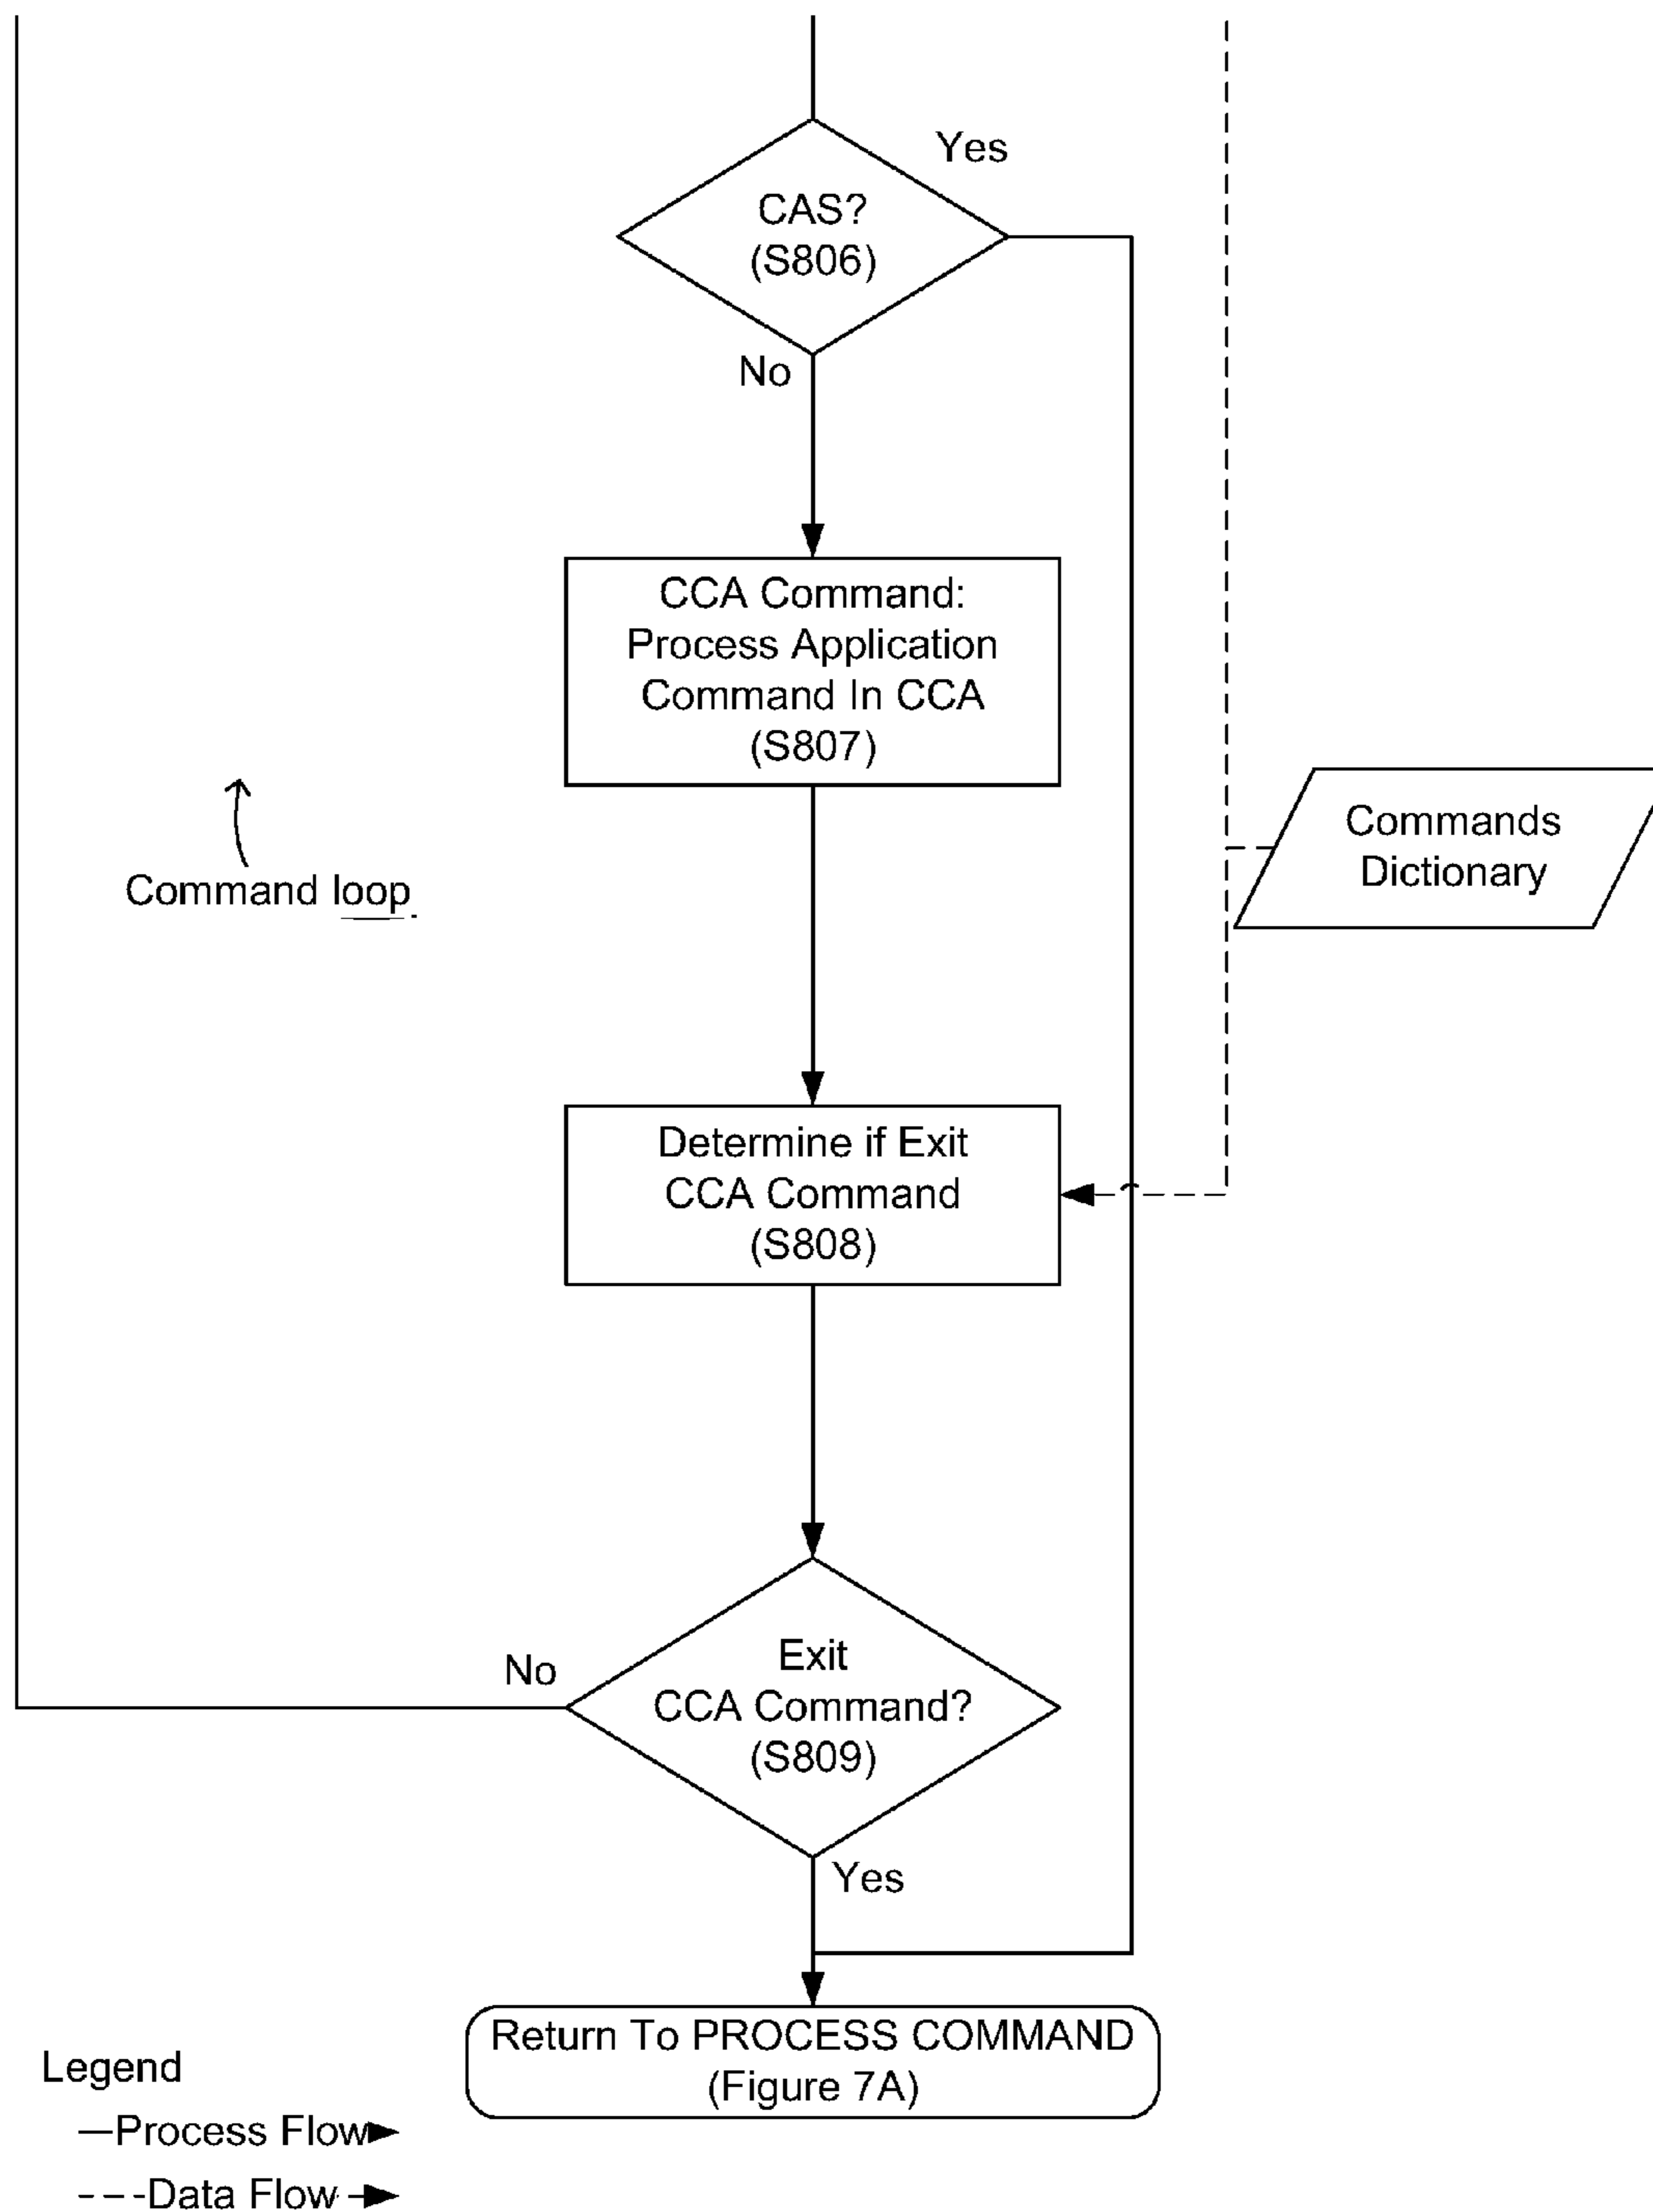 Yes
CAS?
(S806)
No
CCA Command:
Process Application
Command In CCA
(S807)
Commands
Dictionary
Command loop
Determine if Exit
CCA Command
(S808)
No
Exit
CCA Command?
(S809)
Yes
Return To PROCESS COMMAND
(Figure 7A)
Legend
Process Flow
Data Flow